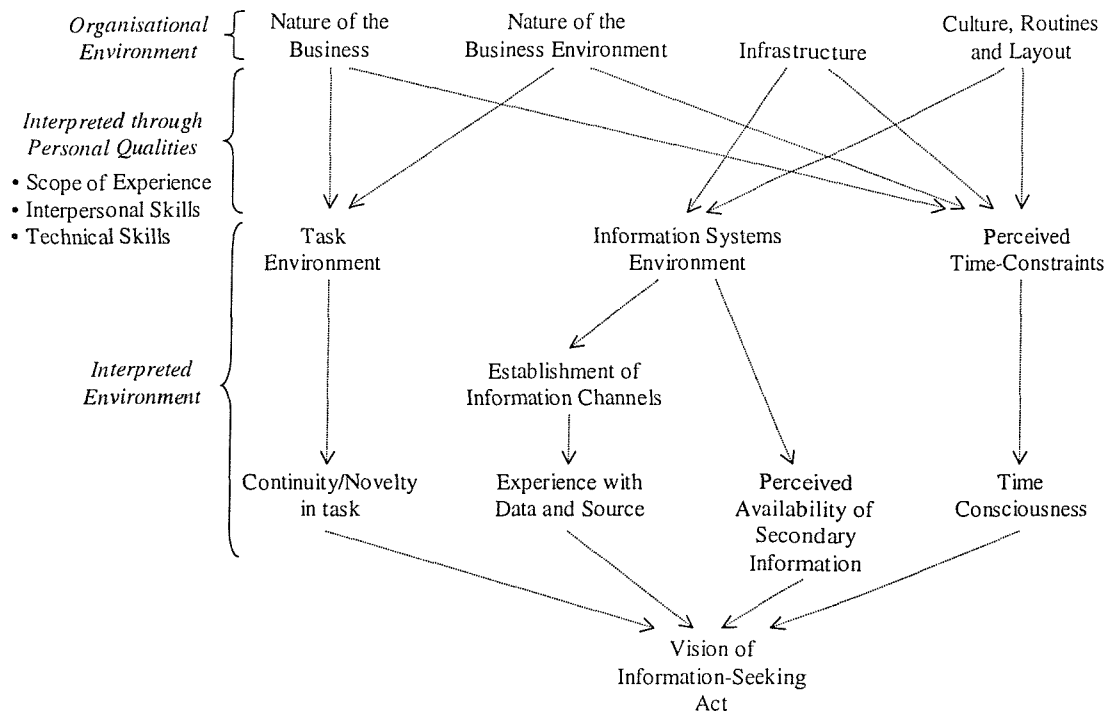 Organisational
Environment
Nature of the
Business
Nature of the
Business Environment
Infrastructure
Culture, Routines
and Layout
Interpreted through
Personal Qualities
• Scope of Experience
• Interpersonal Skills
• Technical Skills
Task
Environment
Information Systems
Environment
Perceived
Time-Constraints
Interpreted
Environment
Establishment of
Information Channels
Continuity/Novelty
in task
Experience with
Data and Source
Perceived
Availability of
Secondary
Information
Time
Consciousness
Vision of
Information-Seeking
Act